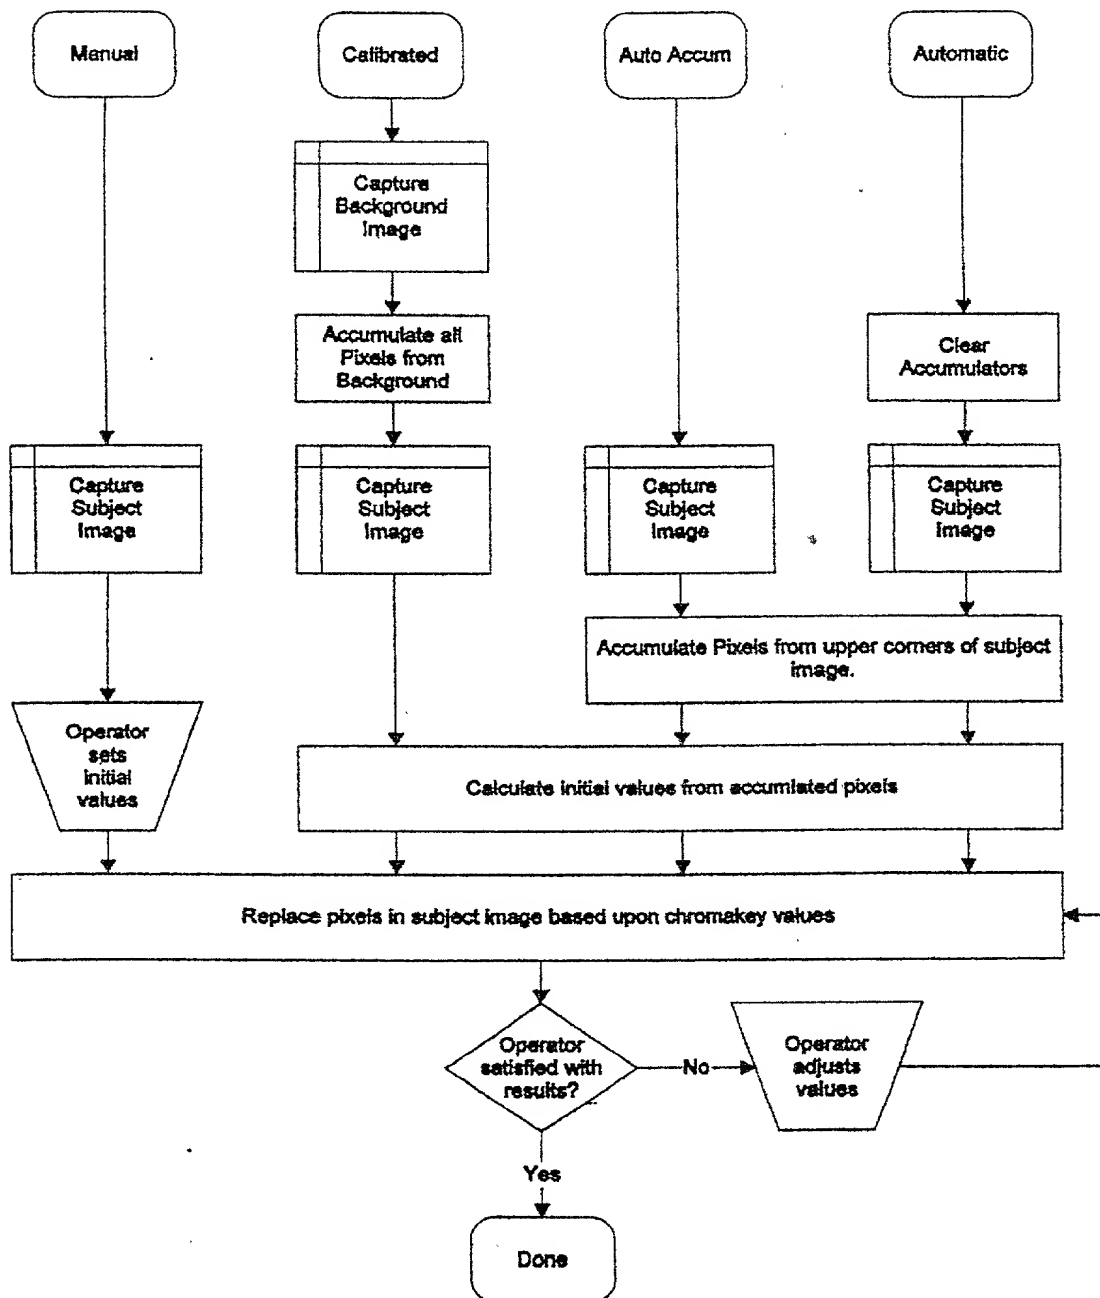 Manual
Calibrated
Auto Accum
Automatic
Capture
Background
Image
Accumulate all
Pixels from
Background
Clear
Accumulators
Capture
Subject
Image
Capture
Subject
Image
Capture
Subject
Image
Capture
Subject
Image
Accumulate Pixels from upper corners of subject
image.
Operator
sets
initial
values
Calculate initial values from accumlated pixels
Replace pixels in subject image based upon chromakey values
Operator
satisfied with
results?
No
Operator
adjusts
values
Yes
Done